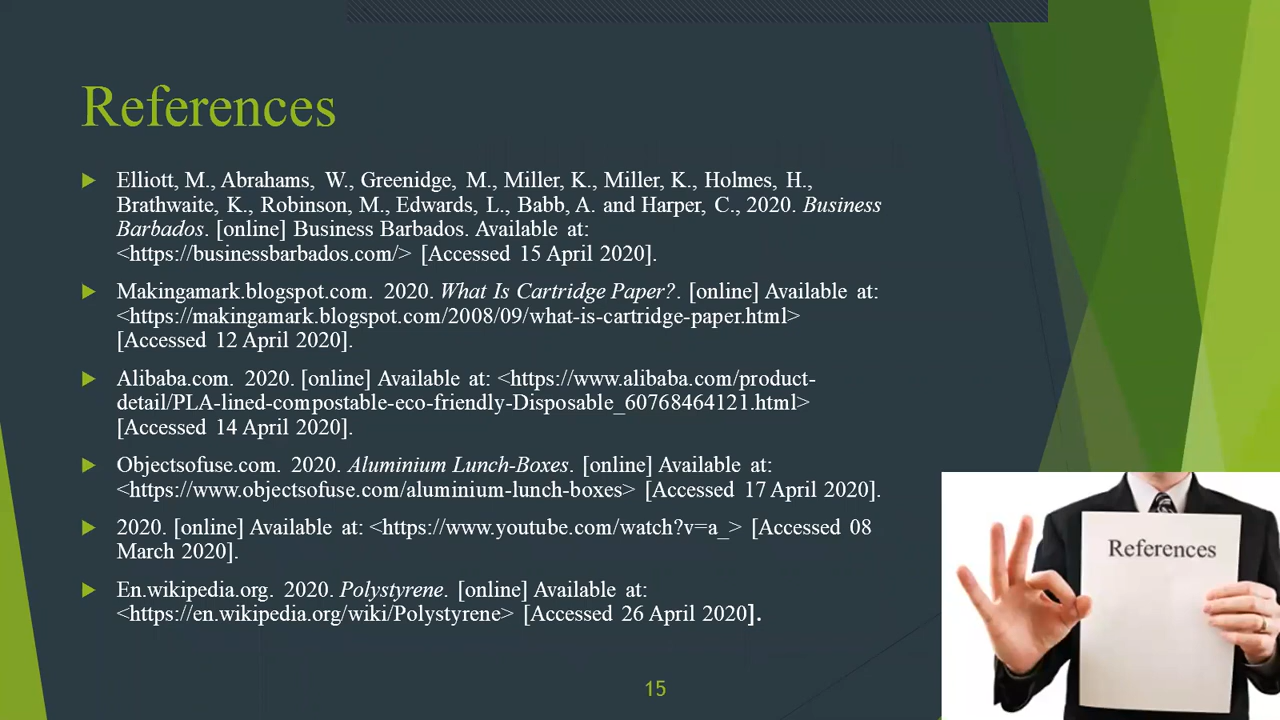 References
Elliott, M., Abrahams, W., Greenidge, M., Miller, K., Miller, K., Holmes, H.,
Brathwaite, K., Robinson, M., Edwards, L., Babb, A. and Harper, C., 2020. Business
Barbados. [online] Business Barbados. Available at:
<https://businessbarbados.com/> [Accessed 15 April 2020].
Makingamark.blogspot.com. 2020. What Is Cartridge Paper?. [online] Available at:
<https://makingamark.blogspot.com/2008/09/what-is-cartridge-paper.html>
[Accessed 12 April 2020].
Alibaba.com. 2020. [online] Available at: <https://www.alibaba.com/product-
detail/PLA-lined-compostable-eco-friendly-Disposable_60768464121.html>
[Accessed 14 April 2020].
Objectsofuse.com. 2020. Aluminium Lunch-Boxes. [online] Available at:
<https://www.objectsofuse.com/aluminium-lunch-boxes> [Accessed 17 April 2020].
2020. [online] Available at: <https://www.youtube.com/watch?v=a_> [Accessed 08
March 2020].
En.wikipedia.org. 2020. Polystyrene. [online] Available at:
<https://en.wikipedia.org/wiki/Polystyrene> [Accessed 26 April 2020].
References
15